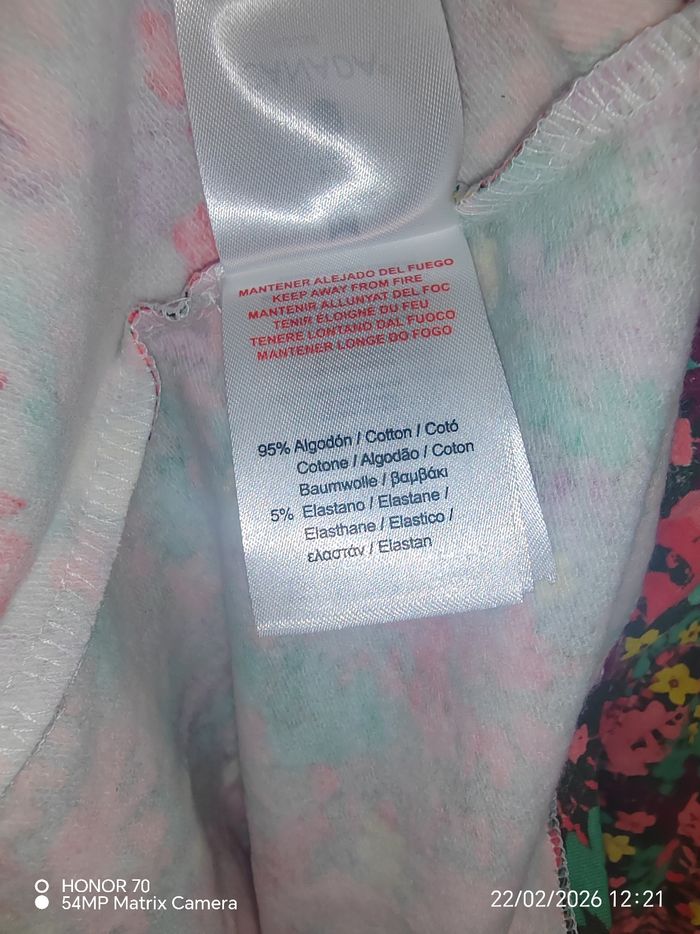 MANTENER ALEJADO DEL FUEGO
KEEP AWAY FROM FIRE
MANTENIR ALLUNYAT DEL FOC
TENIR ÉLOIGNE DU FEU
TENERE LONTANO DAL FUOCO
MANTENER LONGE DO FOGO
95% Algodón / Cotton / Cotó
Cotone / Algodão / Coton
Baumwolle / βαμβάκι
5% Elastano / Elastane /
Elasthane / Elastico /
ελαστάν / Elastan
HONOR 70
54MP Matrix Camera
22/02/2026 12:21